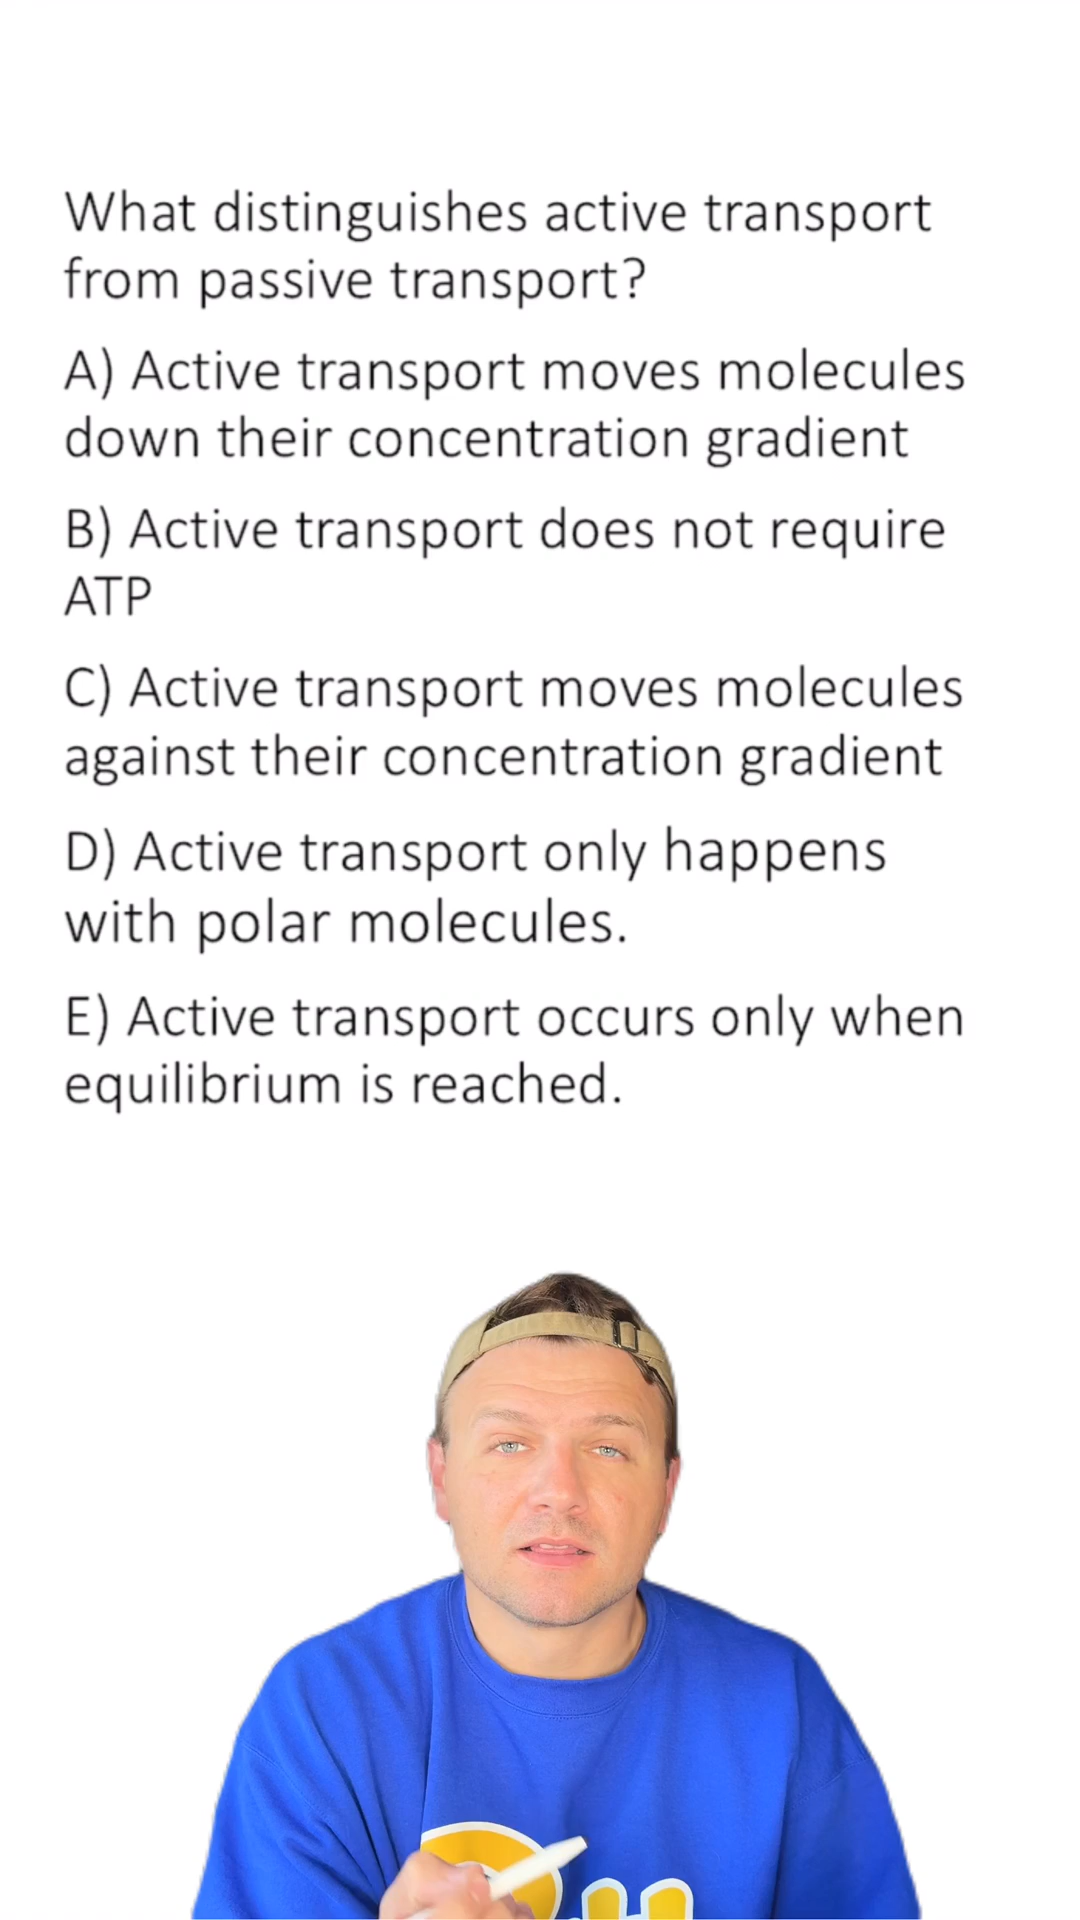 What distinguishes active transport
from passive transport?
A) Active transport moves molecules
down their concentration gradient
B) Active transport does not require
ATP
C) Active transport moves molecules
against their concentration gradient
D) Active transport only happens
with polar molecules.
E) Active transport occurs only when
equilibrium is reached.